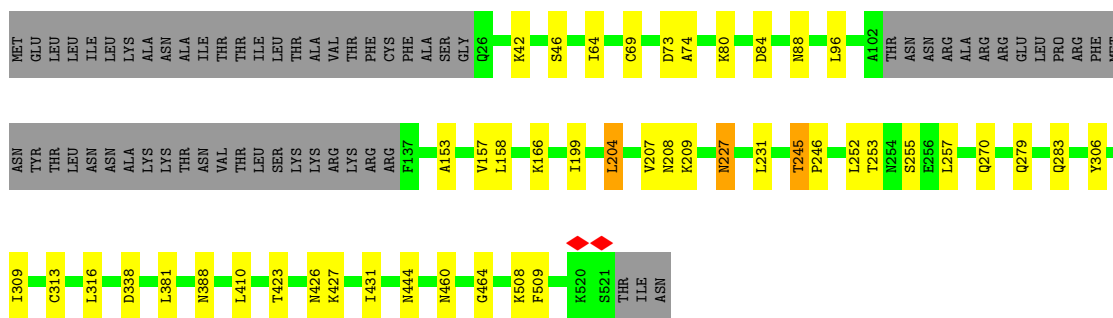 MET GLU LEU LEU ILE LEU LYS ALA ASN ALA ILE THR THR ILE LEU THR ALA VAL THR PHE CYS PHE ALA SER GLY Q26 K42 S46 I64 C69 D73 A74 K80 D84 N88 L96 A102 THR ASN ASN ARG ALA ARG ARG GLU LEU PRO ARG PHE MET
ASN TYR THR LEU ASN ASN ALA LYS LYS THR ASN VAL THR LEU SER LYS LYS ARG LYS ARG ARG F137 A153 V157 L158 K166 I199 L204 V207 N208 K209 N227 L231 T245 P246 L252 T253 N254 S255 E256 L257 Q270 Q279 Q283 Y306
I309 C313 L316 D338 L381 N388 L410 T423 N426 K427 I431 N444 N460 G464 K508 F509 K520 S521 THR ILE ASN